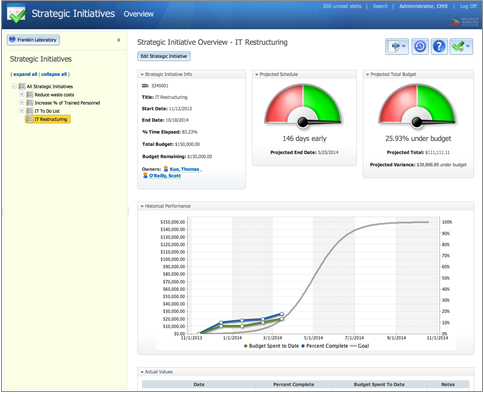 Strategic Initiatives Overview
300 unread alerts | Search | Administrator, CMS | Log Off
Franklin Laboratory
Strategic Initiatives
( expand all | collapse all )
All Strategic Initiatives
Reduce waste costs
Increase % of Trained Personnel
IT To Do List
IT Restructuring
Strategic Initiative Overview - IT Restructuring
Edit Strategic Initiative
Strategic Initiative Info
ID: 3245001
Title: IT Restructuring
Start Date: 11/12/2013
End Date: 10/18/2014
% Time Elapsed: 83.23%
Total Budget: $150,000.00
Budget Remaining: $130,000.00
Owners: Kuo, Thomas ,
O'Reilly, Scott
Projected Schedule
146 days early
Projected End Date: 5/25/2014
Projected Total Budget
25.93% under budget
Projected Total: $111,111.11
Projected Variance: $38,888.89 under budget
Historical Performance
$150,000.00
$140,000.00
$130,000.00
$120,000.00
$110,000.00
$100,000.00
$90,000.00
$80,000.00
$70,000.00
$60,000.00
$50,000.00
$40,000.00
$30,000.00
$20,000.00
$10,000.00
$0.00
100%
90%
80%
70%
60%
50%
40%
30%
20%
10%
0%
11/1/2013 1/1/2014 3/1/2014 5/1/2014 7/1/2014 9/1/2014 11/1/2014
Budget Spent to Date Percent Complete Goal
Actual Values
Date Percent Complete Budget Spent To Date Notes